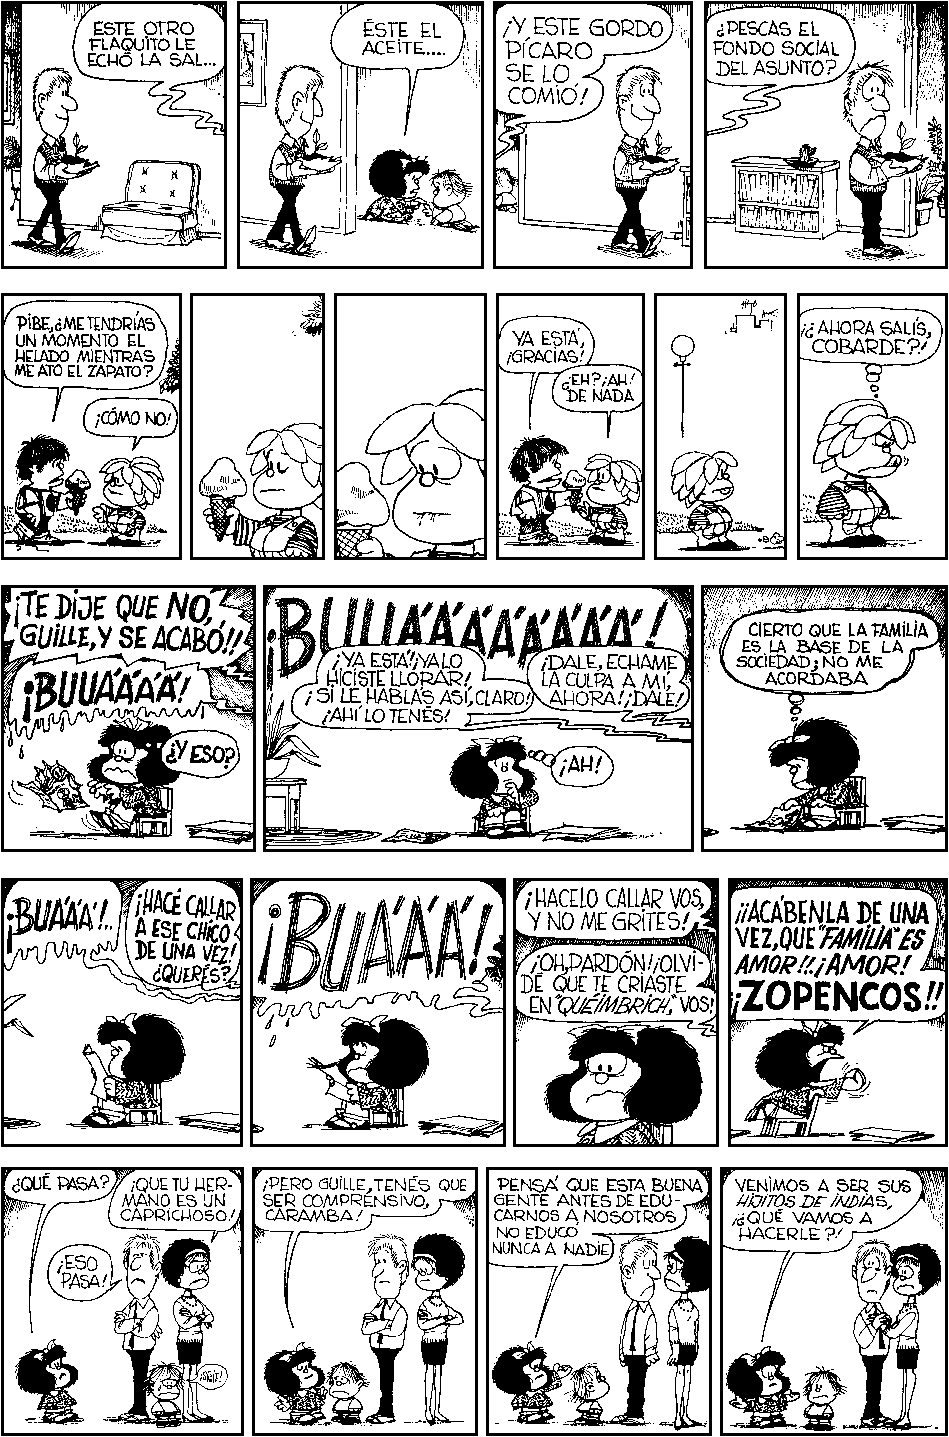 ESTE OTRO
FLAQUITO LE
ECHÓ LA SAL...
ÉSTE EL
ACEITE....
¡Y ESTE GORDO
PÍCARO
SE LO
COMIÓ!
¿PESCAS EL
FONDO SOCIAL
DEL ASUNTO?
PIBE, ¿ME TENDRÍAS
UN MOMENTO EL
HELADO MIENTRAS
ME ATO EL ZAPATO?
¡CÓMO NO!
YA ESTÁ,
¡GRACIAS!
¿EH? ¡AH!
DE NADA
¡¿AHORA SALÍS,
COBARDE?!
¡TE DIJE QUE NO,
GUILLE, Y SE ACABÓ!!
¡BUUÁÁÁÁ!
¿Y ESO?
¡BUUÁ'Á'Á'Á'Á'Á'Á'Á'!
¡YA ESTÁ! ¡YA LO
HICISTE LLORAR!
¡SI LE HABLAS ASÍ, CLARO!
¡AHÍ LO TENÉS!
¡DALE, ECHAME
LA CULPA A MÍ,
AHORA! ¡DALE!
¡AH!
CIERTO QUE LA FAMILIA
ES LA BASE DE LA
SOCIEDAD; NO ME
ACORDABA
¡BUÁÁÁ!..
¡HACÉ CALLAR
A ESE CHICO
DE UNA VEZ!
¿QUERÉS?
¡BUÁÁÁ!
¡HACELO CALLAR VOS,
Y NO ME GRITES!
¡OH, PARDÓN! ¡OLVI-
DÉ QUE TE CRIASTE
EN "QUÉIMBRICH", VOS!
¡¡ACÁBENLA DE UNA
VEZ, QUE "FAMILIA" ES
AMOR!!! ¡AMOR!
¡ZOPENCOS!!
¿QUÉ PASA?
¡QUE TU HER-
MANO ES UN
CAPRICHOSO!
¡ESO
PASA!
¡PERO GUILLE, TENÉS QUE
SER COMPRENSIVO,
CARAMBA!
PENSÁ QUE ESTA BUENA
GENTE ANTES DE EDU-
CARNOS A NOSOTROS
NO EDUCÓ
NUNCA A NADIE
VENIMOS A SER SUS
HIJITOS DE INDIAS,
¡¿QUÉ VAMOS A
HACERLE?!